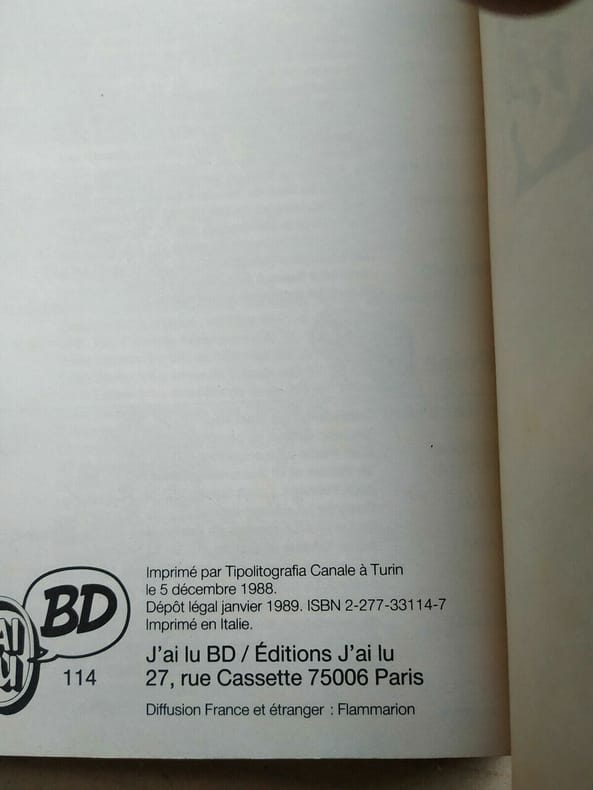 Imprimé par Tipolitografia Canale à Turin
le 5 décembre 1988.
Dépôt légal janvier 1989. ISBN 2-277-33114-7
Imprimé en Italie.
J'ai lu BD / Éditions J'ai lu
27, rue Cassette 75006 Paris
Diffusion France et étranger : Flammarion
BD
114